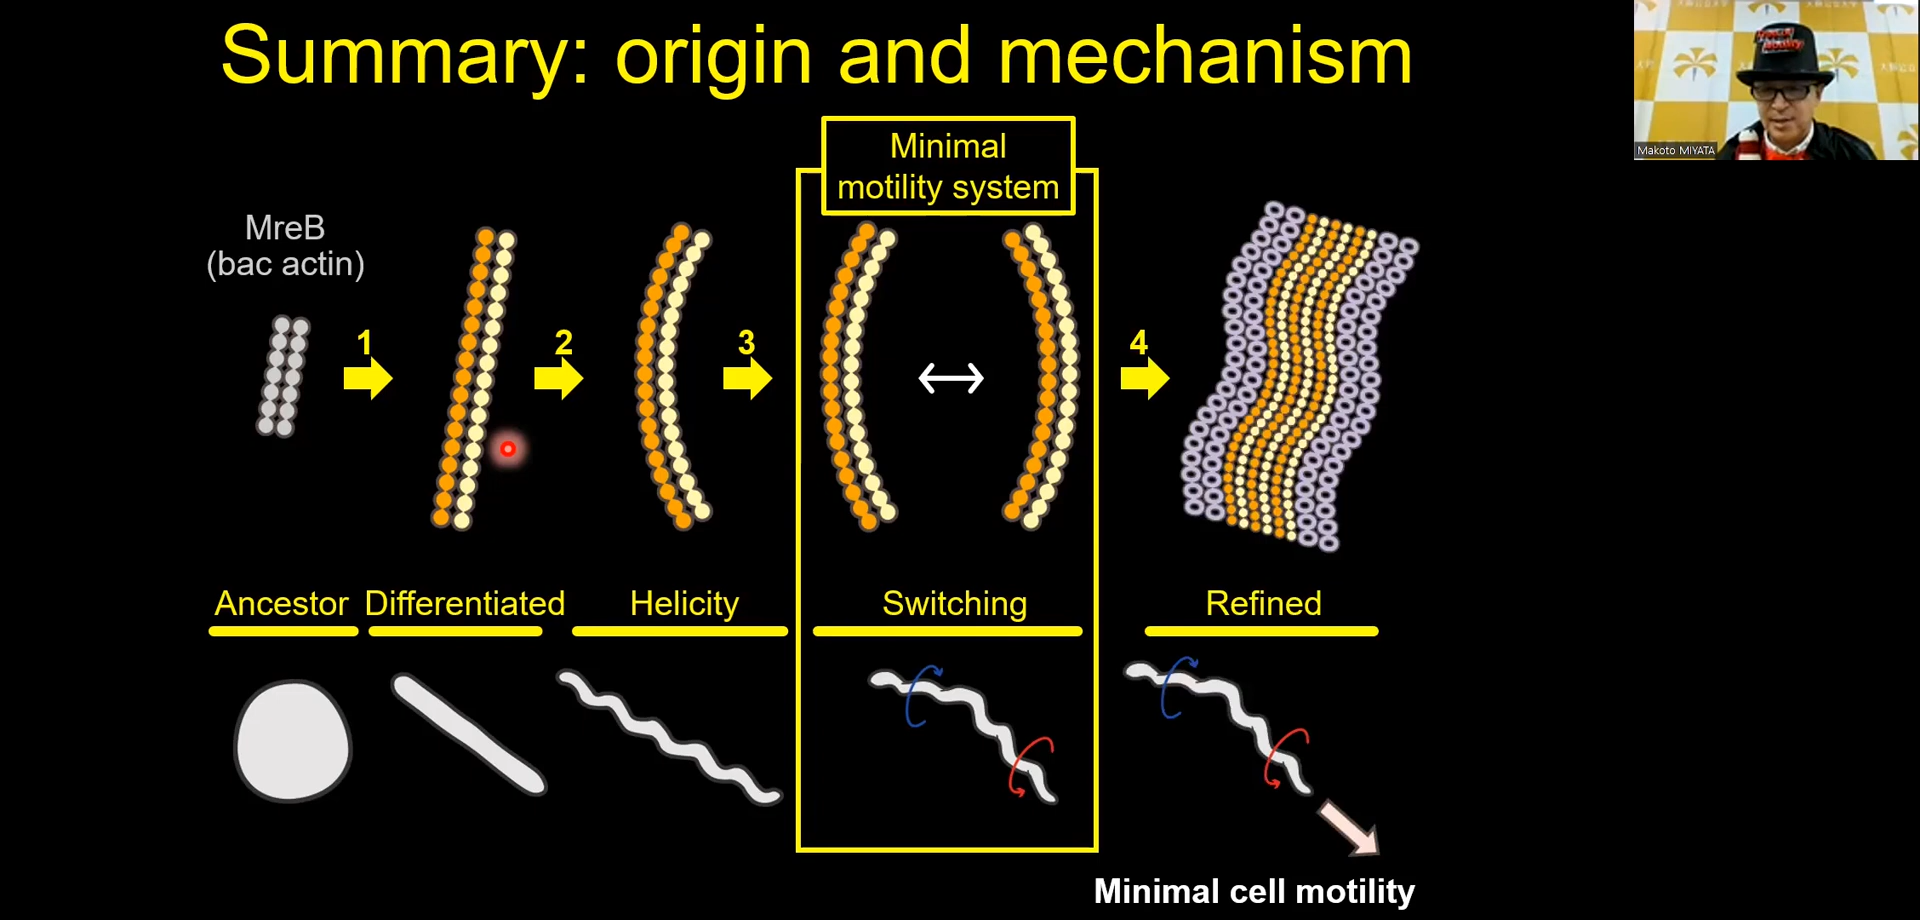 Summary: origin and mechanism
Makoto MIYATA
Minimal
motility system
MreB
(bac actin)
1
2
3
4
Ancestor
Differentiated
Helicity
Switching
Refined
Minimal cell motility